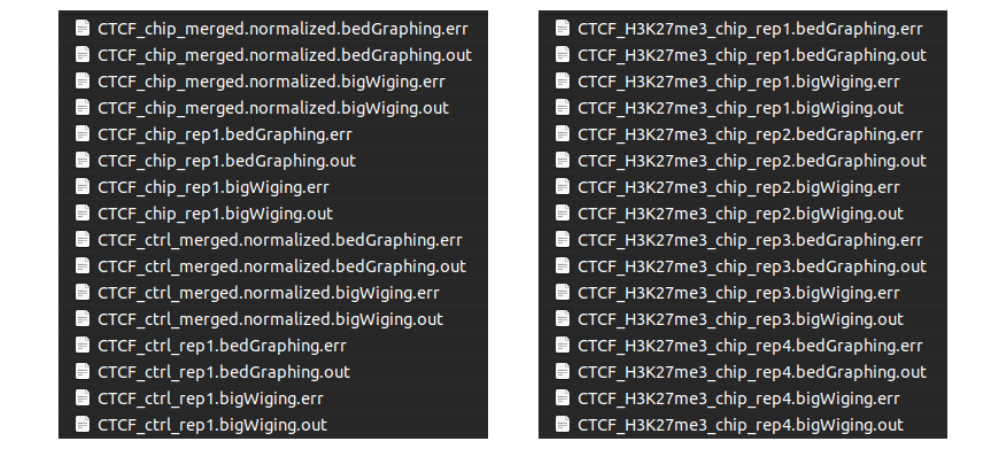 CTCF_chip_merged.normalized.bedGraphing.err
CTCF_chip_merged.normalized.bedGraphing.out
CTCF_chip_merged.normalized.bigWiging.err
CTCF_chip_merged.normalized.bigWiging.out
CTCF_chip_rep1.bedGraphing.err
CTCF_chip_rep1.bedGraphing.out
CTCF_chip_rep1.bigWiging.err
CTCF_chip_rep1.bigWiging.out
CTCF_ctrl_merged.normalized.bedGraphing.err
CTCF_ctrl_merged.normalized.bedGraphing.out
CTCF_ctrl_merged.normalized.bigWiging.err
CTCF_ctrl_merged.normalized.bigWiging.out
CTCF_ctrl_rep1.bedGraphing.err
CTCF_ctrl_rep1.bedGraphing.out
CTCF_ctrl_rep1.bigWiging.err
CTCF_ctrl_rep1.bigWiging.out
CTCF_H3K27me3_chip_rep1.bedGraphing.err
CTCF_H3K27me3_chip_rep1.bedGraphing.out
CTCF_H3K27me3_chip_rep1.bigWiging.err
CTCF_H3K27me3_chip_rep1.bigWiging.out
CTCF_H3K27me3_chip_rep2.bedGraphing.err
CTCF_H3K27me3_chip_rep2.bedGraphing.out
CTCF_H3K27me3_chip_rep2.bigWiging.err
CTCF_H3K27me3_chip_rep2.bigWiging.out
CTCF_H3K27me3_chip_rep3.bedGraphing.err
CTCF_H3K27me3_chip_rep3.bedGraphing.out
CTCF_H3K27me3_chip_rep3.bigWiging.err
CTCF_H3K27me3_chip_rep3.bigWiging.out
CTCF_H3K27me3_chip_rep4.bedGraphing.err
CTCF_H3K27me3_chip_rep4.bedGraphing.out
CTCF_H3K27me3_chip_rep4.bigWiging.err
CTCF_H3K27me3_chip_rep4.bigWiging.out